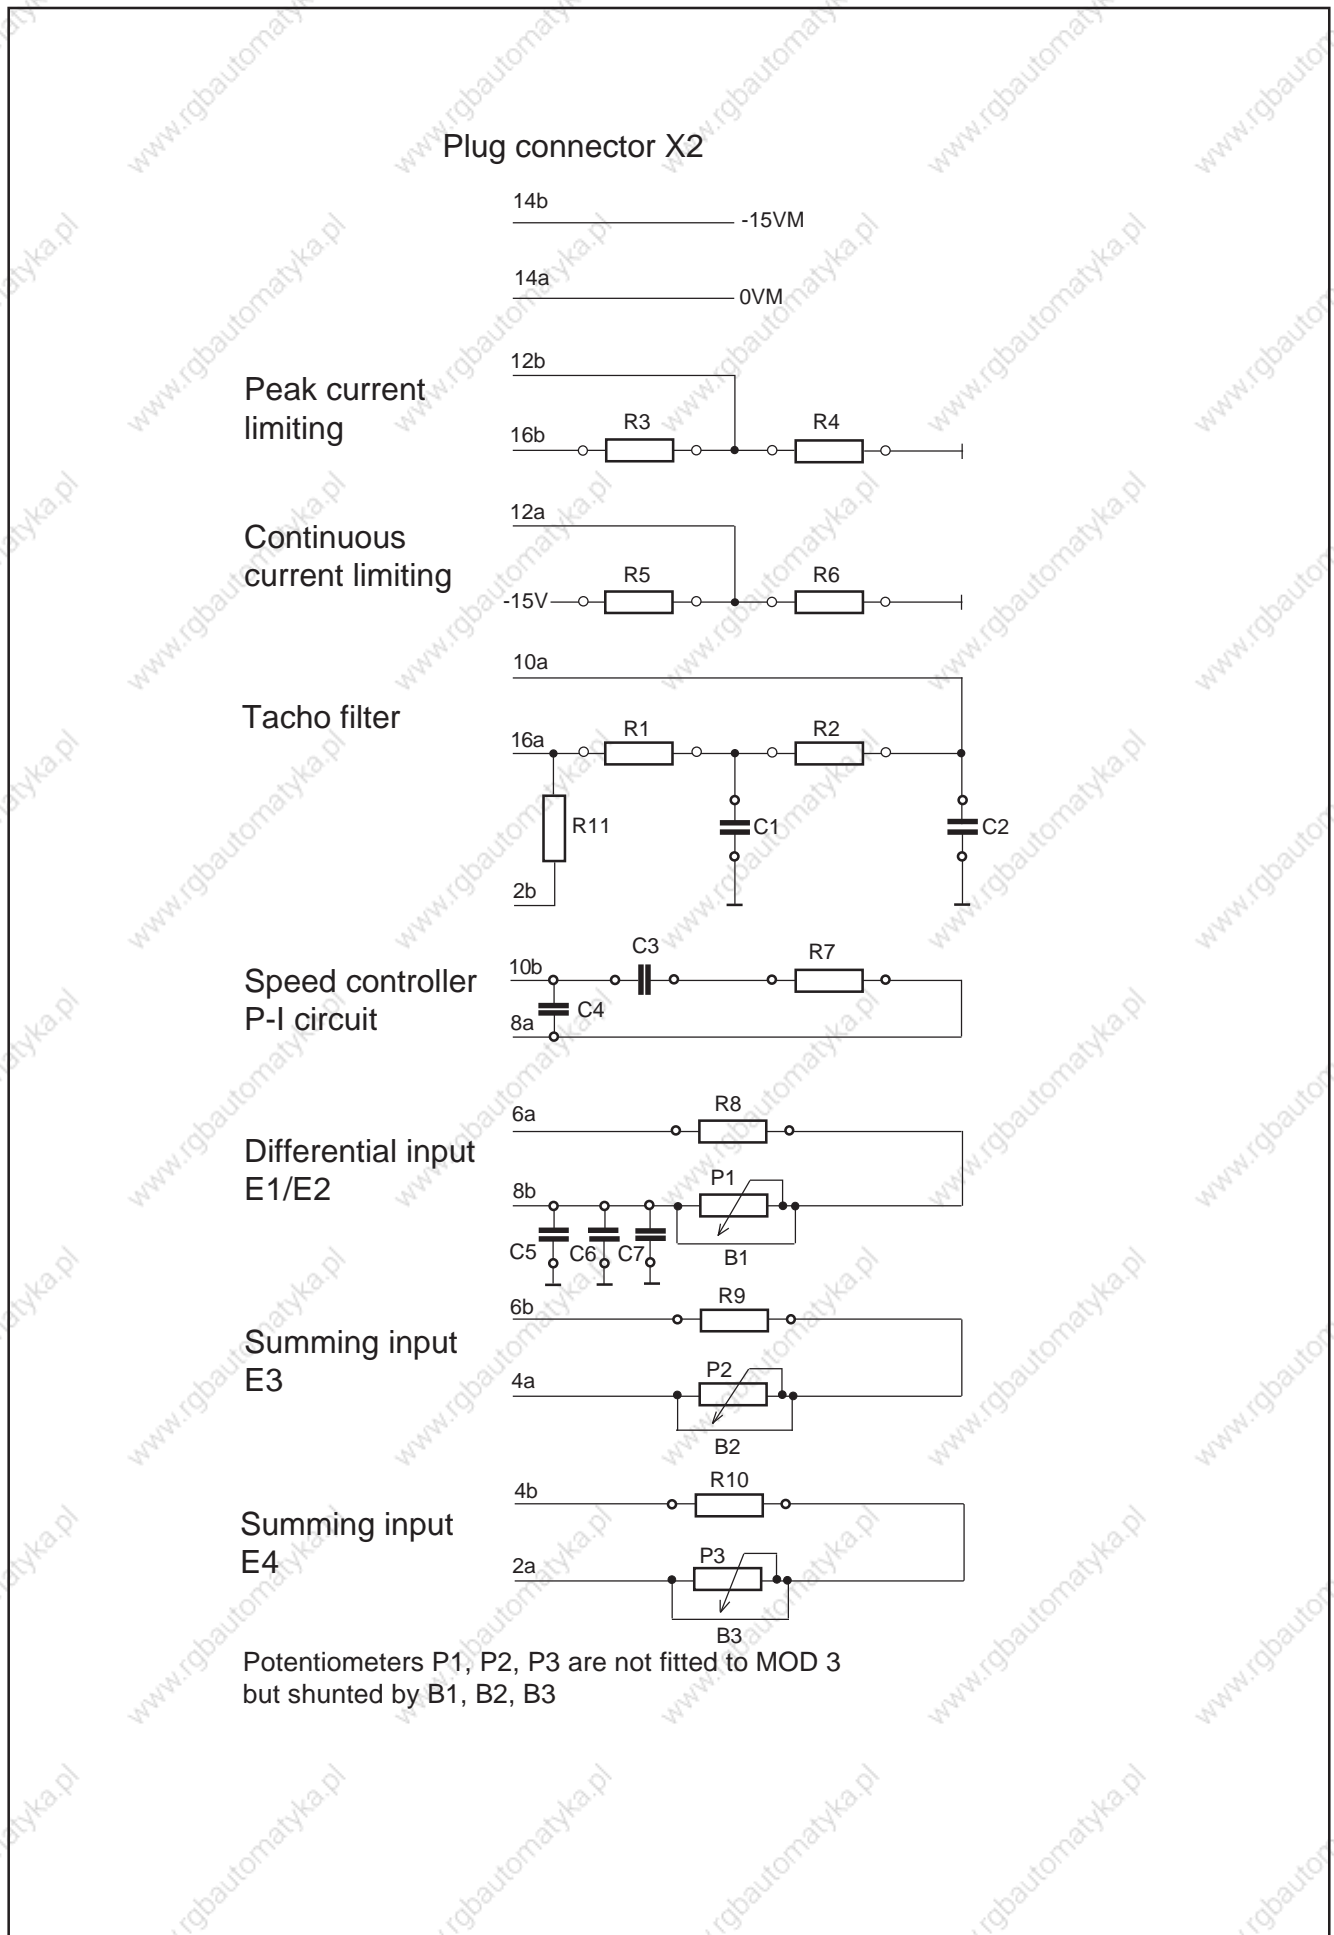 Plug connector X2
14b
-15VM
14a
0VM
12b
Peak current
limiting
16b
R3
R4
12a
Continuous
current limiting
-15V
R5
R6
10a
Tacho filter
16a
R1
R2
R11
C1
C2
2b
Speed controller
P-I circuit
10b
C3
R7
C4
8a
6a
R8
Differential input
E1/E2
8b
P1
C5
C6
C7
B1
6b
R9
Summing input
E3
4a
P2
B2
4b
R10
Summing input
E4
2a
P3
B3
Potentiometers P1, P2, P3 are not fitted to MOD 3
but shunted by B1, B2, B3
www.rgbautomatyka.pl